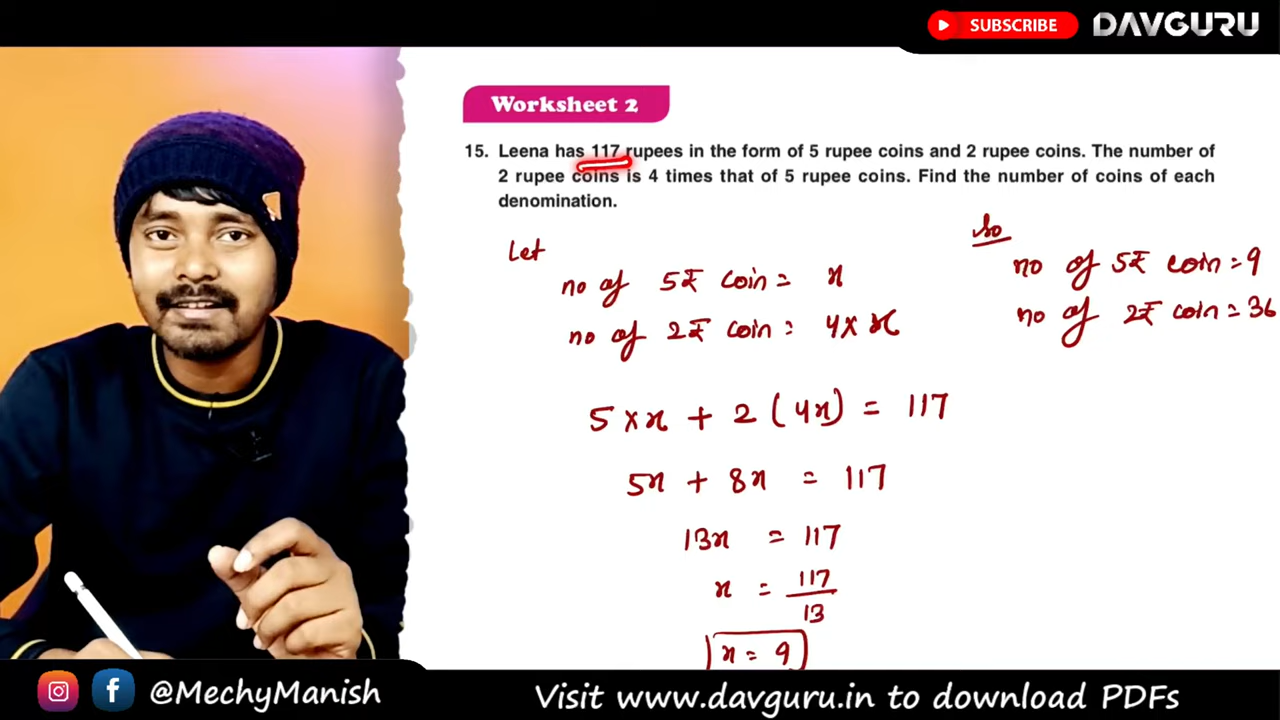 SUBSCRIBE DAVGURU
Worksheet 2
15. Leena has 117 rupees in the form of 5 rupee coins and 2 rupee coins. The number of
2 rupee coins is 4 times that of 5 rupee coins. Find the number of coins of each
denomination.
Let
no of 5₹ coin = x
no of 2₹ coin = 4 × x
5 × x + 2 (4x) = 117
5x + 8x = 117
13x = 117
x = 117/13
x = 9
So
no of 5₹ coin = 9
no of 2₹ coin = 36
@MechyManish
Visit www.davguru.in to download PDFs